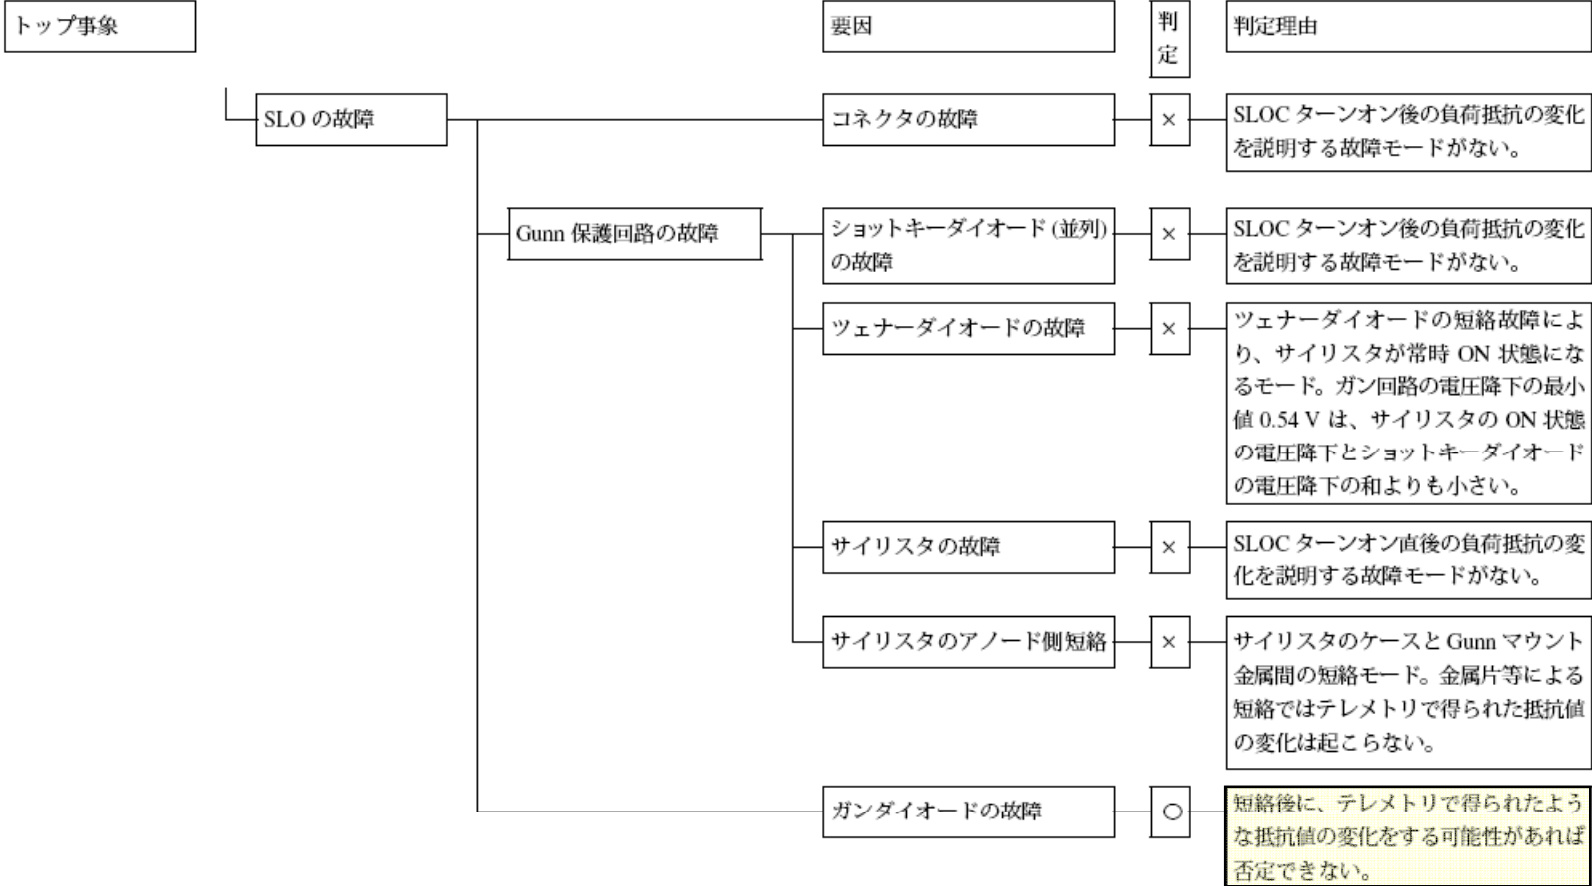 トップ事象
要因
判
定
判定理由
SLO の故障
コネクタの故障
×
SLOC ターンオン後の負荷抵抗の変化
を説明する故障モードがない。
Gunn 保護回路の故障
ショットキーダイオード (並列)
の故障
×
SLOC ターンオン後の負荷抵抗の変化
を説明する故障モードがない。
ツェナーダイオードの故障
×
ツェナーダイオードの短絡故障によ
り、サイリスタが常時 ON 状態にな
るモード。ガン回路の電圧降下の最小
値 0.54 V は、サイリスタの ON 状態
の電圧降下とショットキーダイオード
の電圧降下の和よりも小さい。
サイリスタの故障
×
SLOC ターンオン直後の負荷抵抗の変
化を説明する故障モードがない。
サイリスタのアノード側短絡
×
サイリスタのケースと Gunn マウント
金属間の短絡モード。金属片等による
短絡ではテレメトリで得られた抵抗値
の変化は起こらない。
ガンダイオードの故障
○
短絡後に、テレメトリで得られたよう
な抵抗値の変化をする可能性があれば
否定できない。